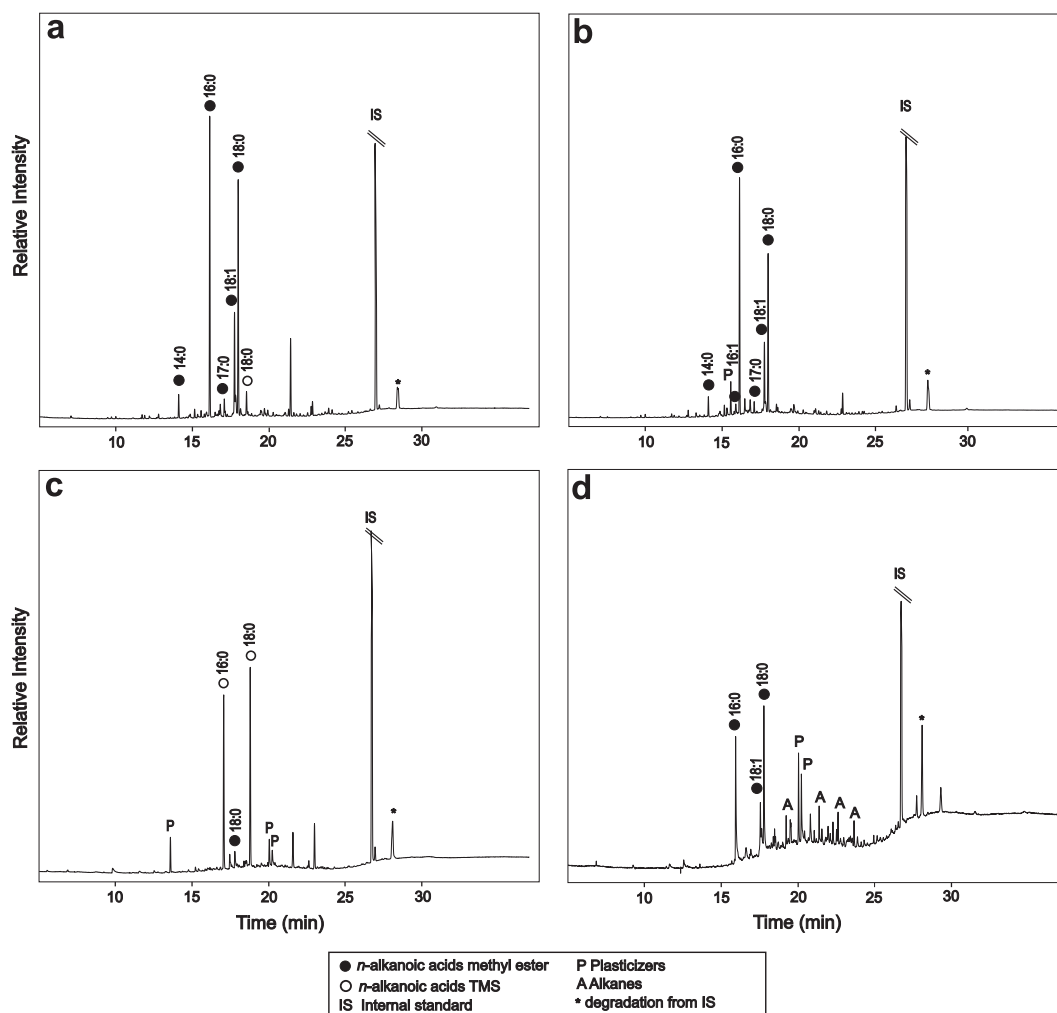 a
Relative Intensity
14:0
16:0
17:0
18:1
18:0
18:0
IS
*
10 15 20 25 30
b
14:0
P
16:1
16:0
17:0
18:1
18:0
IS
*
10 15 20 25 30
c
Relative Intensity
P
16:0
18:0
18:0
P
P
IS
*
10 15 20 25 30
Time (min)
d
16:0
18:1
18:0
A
P
P
A
A
A
IS
*
10 15 20 25 30
Time (min)
● n-alkanoic acids methyl ester
○ n-alkanoic acids TMS
IS Internal standard
P Plasticizers
A Alkanes
* degradation from IS